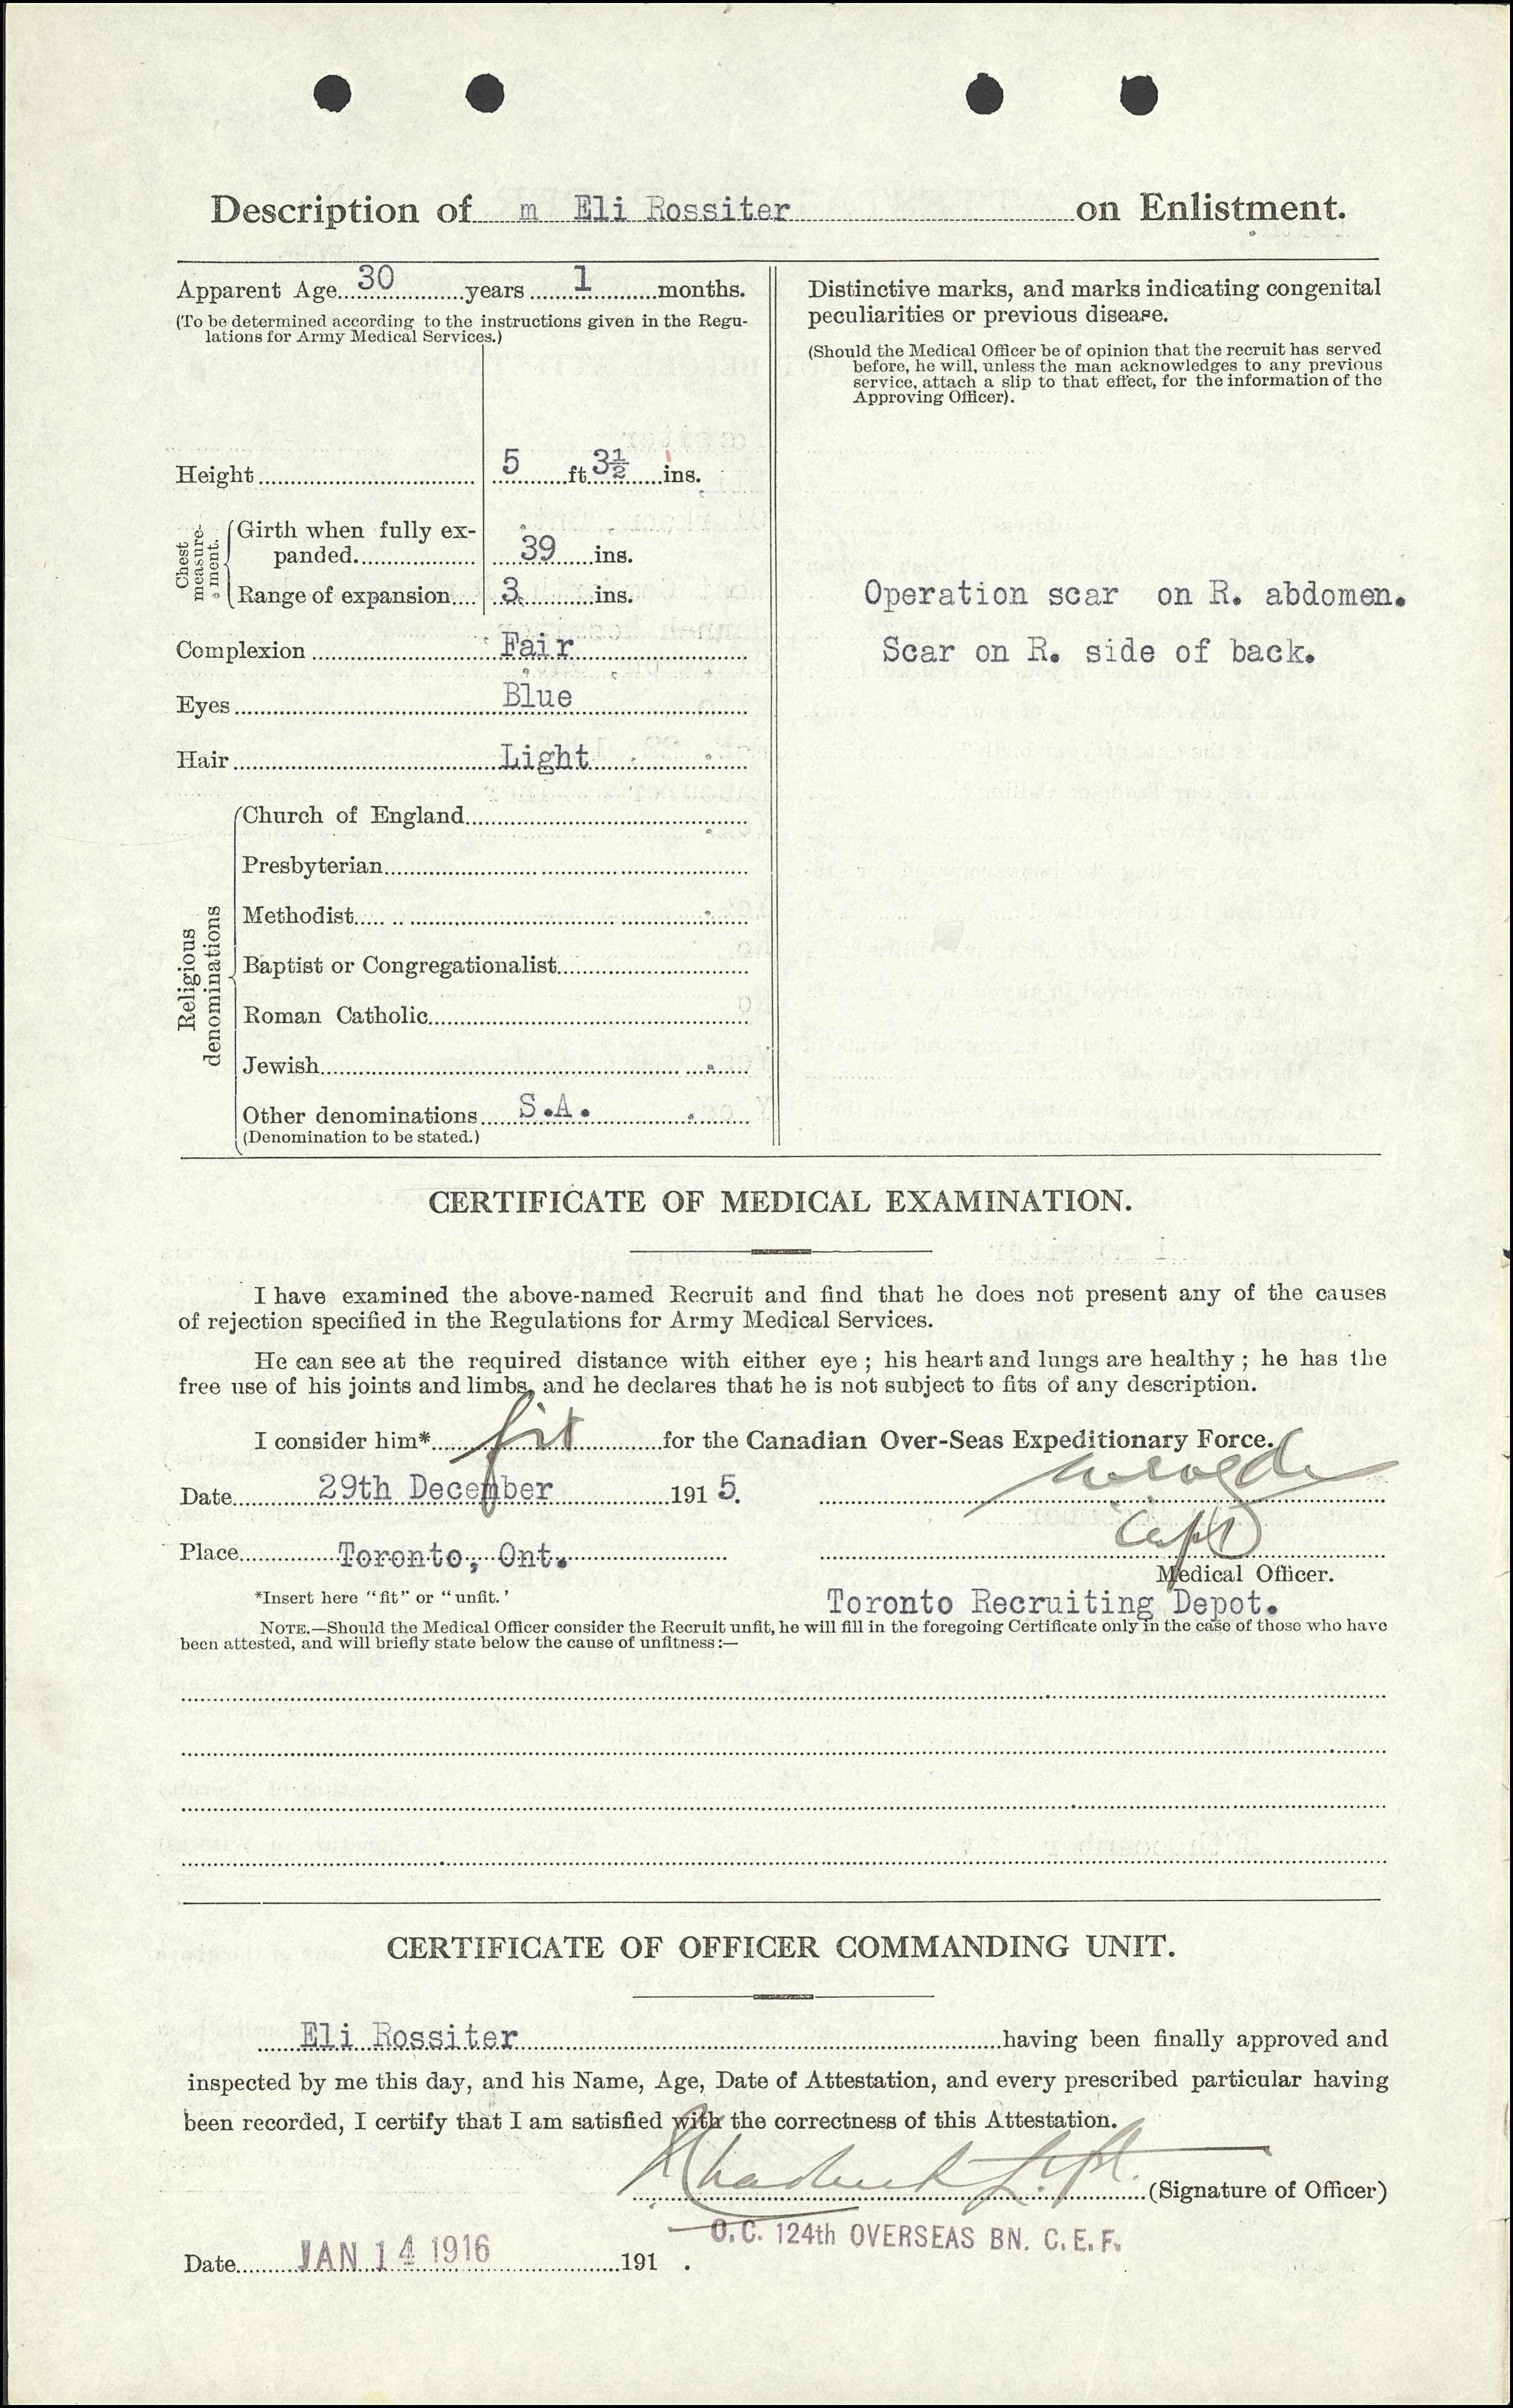 Description of m Eli Rossiter on Enlistment.
Apparent Age 30 years 1 months.
(To be determined according to the instructions given in the Regu-
lations for Army Medical Services.)
Height 5 ft 3½ ins.
Chest measure-ment.
Girth when fully ex-
panded 39 ins.
Range of expansion 3 ins.
Complexion Fair
Eyes Blue
Hair Light
Religious denominations
Church of England
Presbyterian
Methodist
Baptist or Congregationalist
Roman Catholic
Jewish
Other denominations S.A.
(Denomination to be stated.)
Distinctive marks, and marks indicating congenital
peculiarities or previous disease.
(Should the Medical Officer be of opinion that the recruit has served
before, he will, unless the man acknowledges to any previous
service, attach a slip to that effect, for the information of the
Approving Officer).
Operation scar on R. abdomen.
Scar on R. side of back.
CERTIFICATE OF MEDICAL EXAMINATION.
I have examined the above-named Recruit and find that he does not present any of the causes
of rejection specified in the Regulations for Army Medical Services.
He can see at the required distance with either eye ; his heart and lungs are healthy ; he has the
free use of his joints and limbs, and he declares that he is not subject to fits of any description.
I consider him* fit for the Canadian Over-Seas Expeditionary Force.
Date 29th December 1915.
Capt
Place Toronto, Ont.
Medical Officer.
*Insert here "fit" or "unfit.'
Toronto Recruiting Depot.
NOTE.—Should the Medical Officer consider the Recruit unfit, he will fill in the foregoing Certificate only in the case of those who have
been attested, and will briefly state below the cause of unfitness :—
CERTIFICATE OF OFFICER COMMANDING UNIT.
Eli Rossiter having been finally approved and
inspected by me this day, and his Name, Age, Date of Attestation, and every prescribed particular having
been recorded, I certify that I am satisfied with the correctness of this Attestation.
(Signature of Officer)
O.C. 124th OVERSEAS BN. C.E.F.
Date JAN 14 1916 191 .